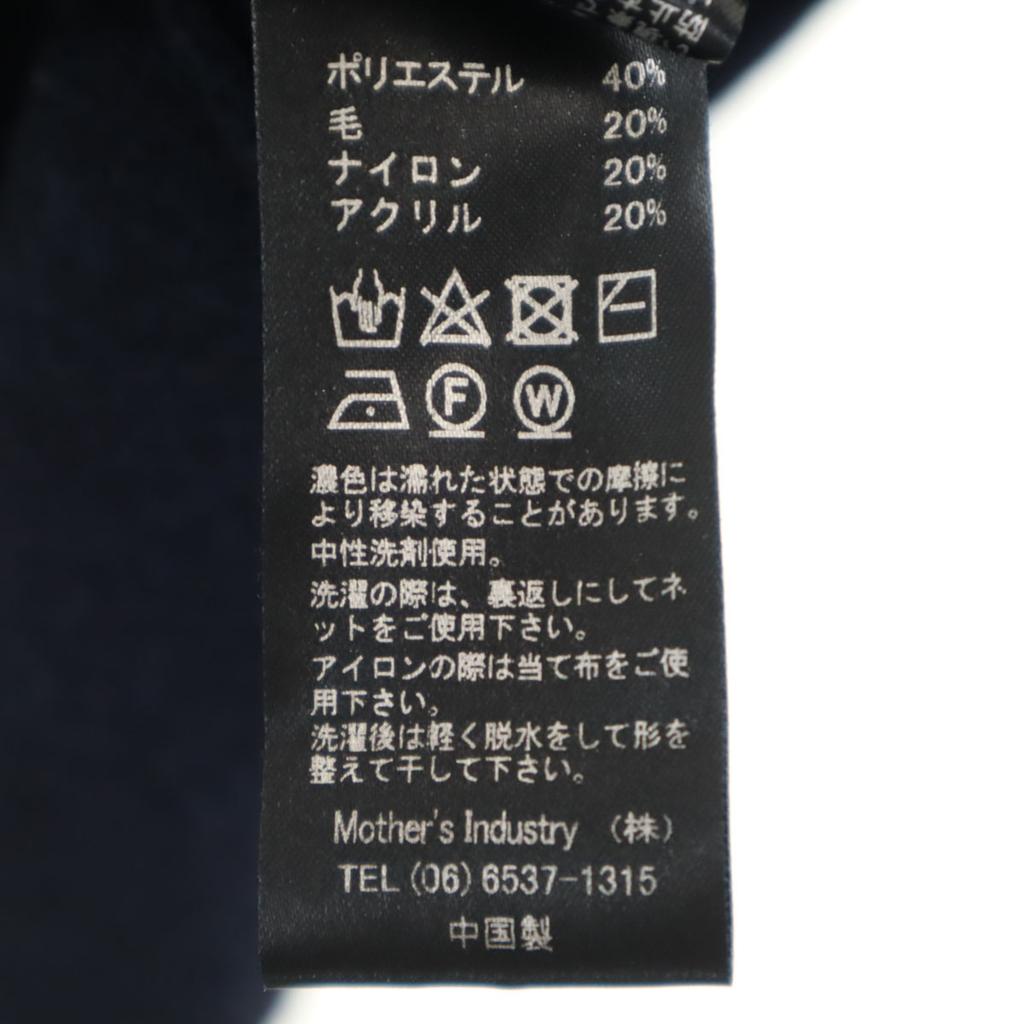 防止
ポリエステル 40%
毛 20%
ナイロン 20%
アクリル 20%
F W
濃色は濡れた状態での摩擦に
より移染することがあります。
中性洗剤使用。
洗濯の際は、裏返しにしてネ
ットをご使用下さい。
アイロンの際は当て布をご使
用下さい。
洗濯後は軽く脱水をして形を
整えて干して下さい。
Mother's Industry (株)
TEL (06) 6537-1315
中国製